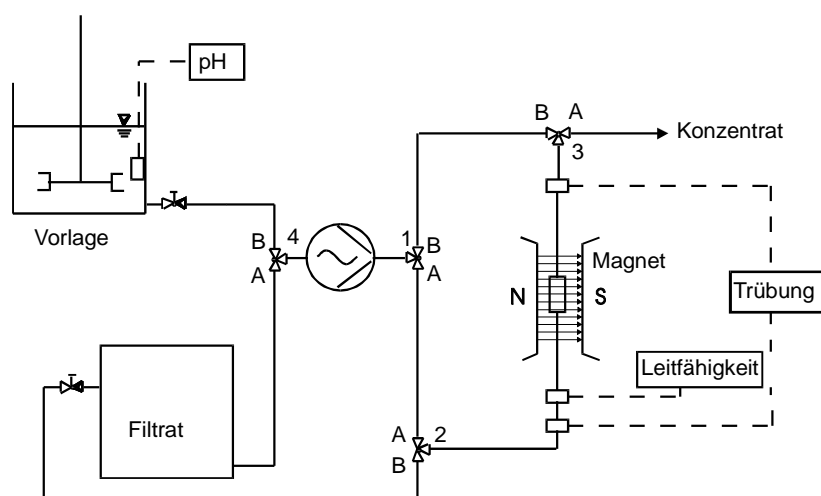 pH
B A
Konzentrat
3
Vorlage
B 4
A
1 B
A
Magnet
N S
Trübung
Leitfähigkeit
Filtrat
A 2
B